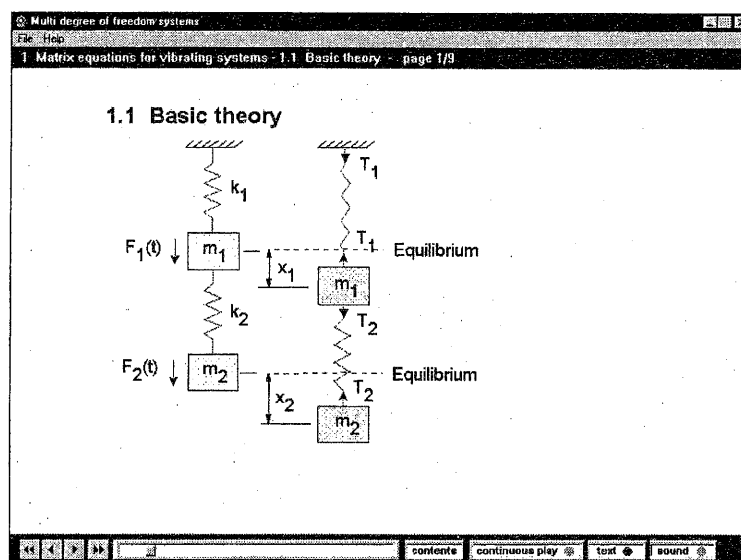 Multi degree of freedom systems
File Help
1 Matrix equations for vibrating systems - 1.1 Basic theory - page 1/9
1.1 Basic theory
k1
T1
F1(t)
m1
T1
Equilibrium
x1
m1
k2
T2
F2(t)
m2
Equilibrium
T2
x2
m2
contents continuous play text sound